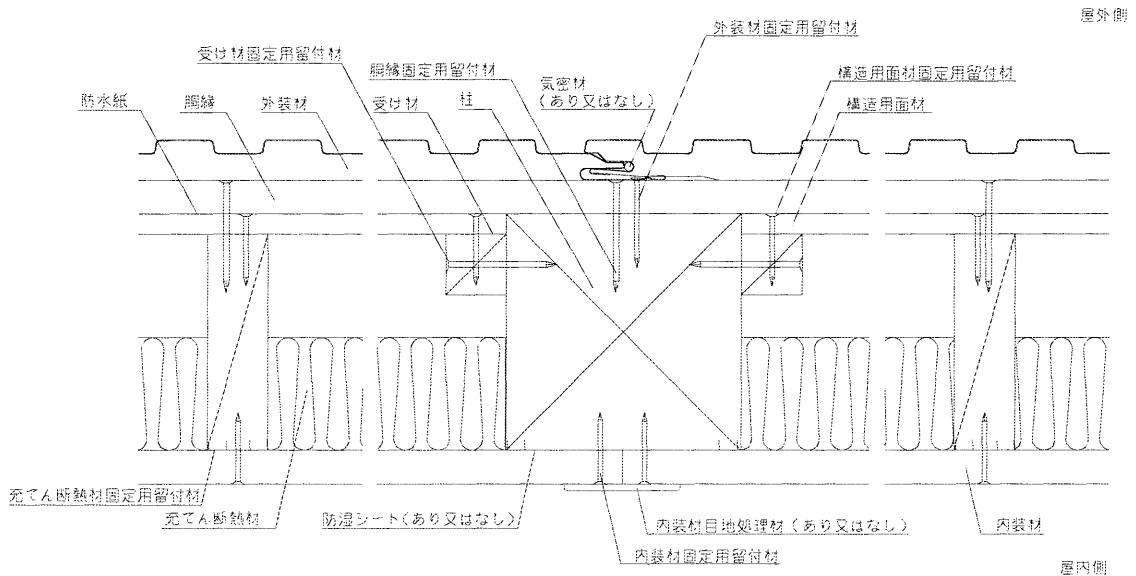 屋外側
外装材固定用留付材
受け材固定用留付材
胴縁固定用留付材
気密材
(あり又はなし)
構造用面材固定用留付材
防水紙
胴縁
外装材
受け材
柱
構造用面材
充てん断熱材固定用留付材
充てん断熱材
防湿シート(あり又はなし)
内装材目地処理材(あり又はなし)
内装材
内装材固定用留付材
屋内側